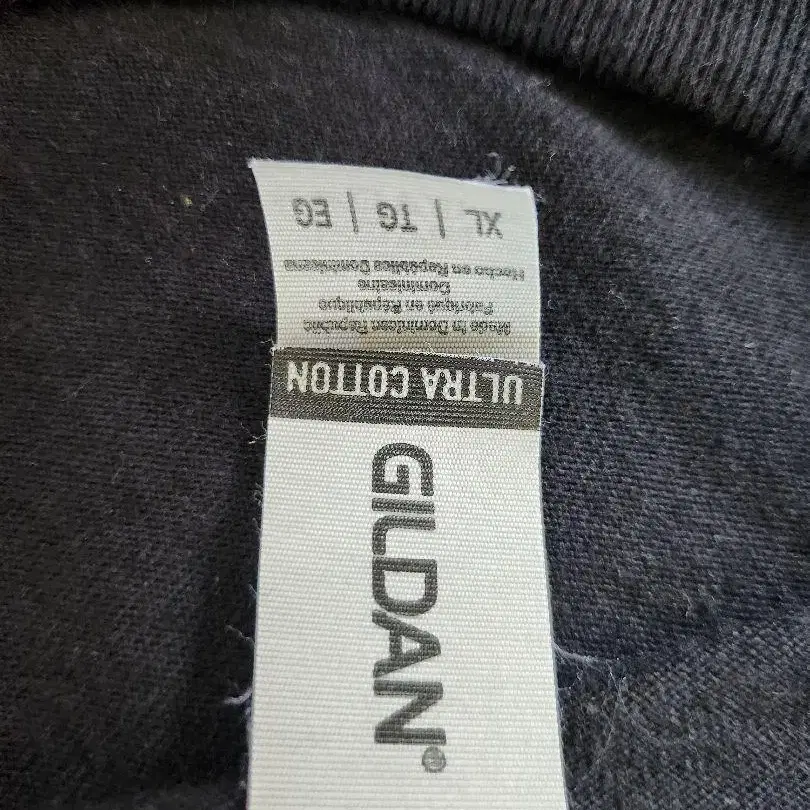 GILDAN®
ULTRA COTTON
Made in Dominican Republic
Fabriqué en République
Dominicaine
Hecho en República Dominicana
XL | TG | EG